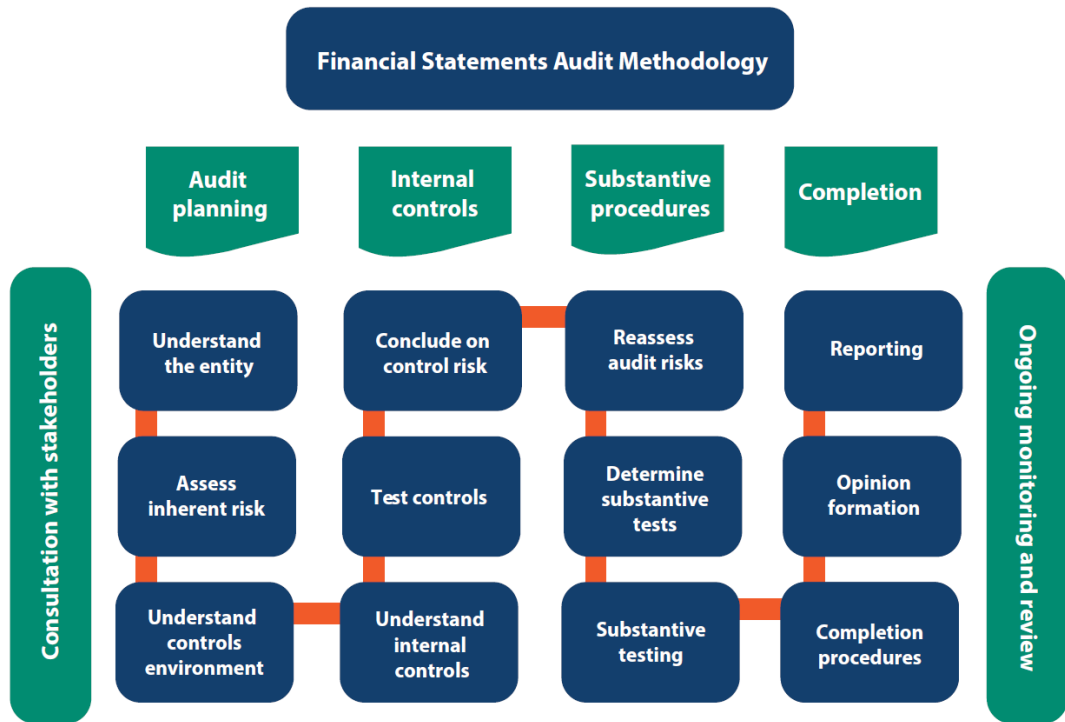 Financial Statements Audit Methodology
Audit
planning
Internal
controls
Substantive
procedures
Completion
Consultation with stakeholders
Understand
the entity
Conclude on
control risk
Reassess
audit risks
Reporting
Assess
inherent risk
Test controls
Determine
substantive
tests
Opinion
formation
Understand
controls
environment
Understand
internal
controls
Substantive
testing
Completion
procedures
Ongoing monitoring and review